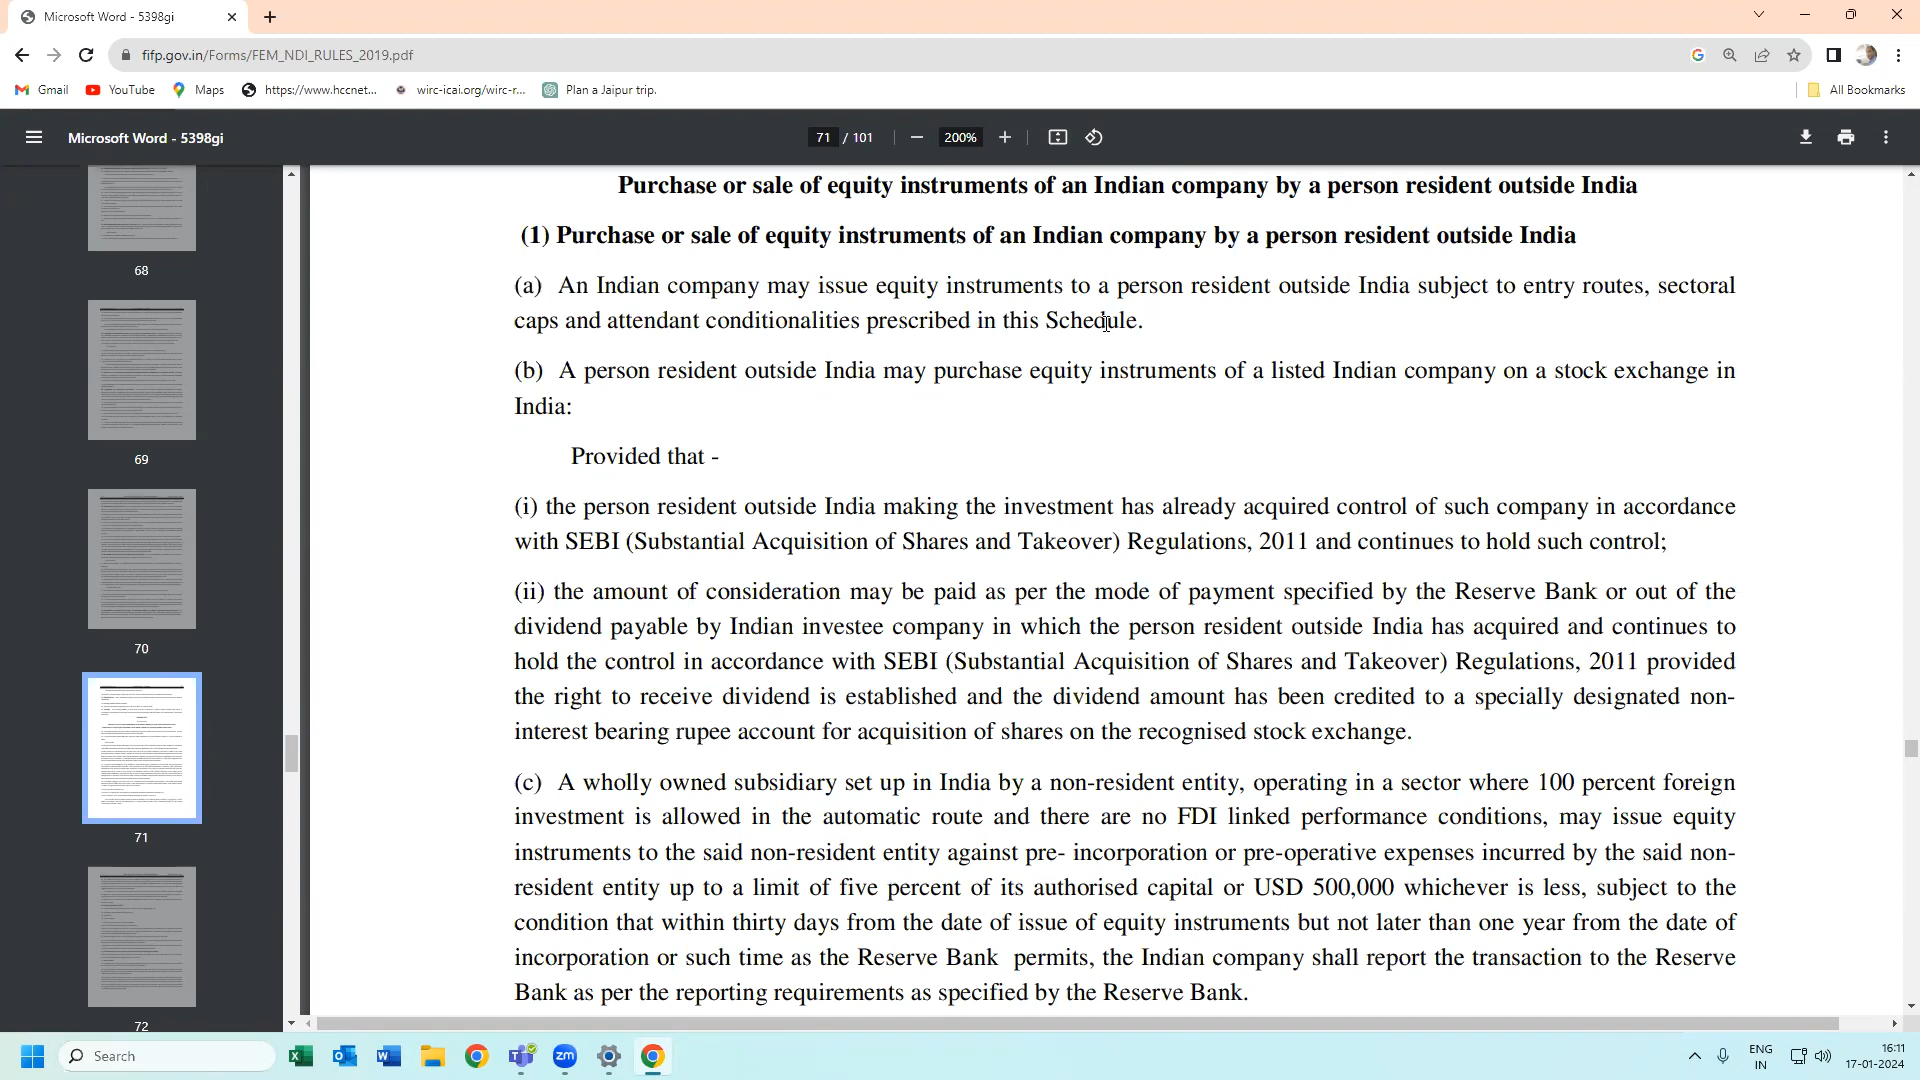 Microsoft Word - 5398gi
fifp.gov.in/Forms/FEM_NDI_RULES_2019.pdf
Gmail YouTube Maps https://www.hccnet... wirc-icai.org/wirc-r... Plan a Jaipur trip. All Bookmarks
Microsoft Word - 5398gi 71 / 101 200%
68
69
70
71
72
Purchase or sale of equity instruments of an Indian company by a person resident outside India
(1) Purchase or sale of equity instruments of an Indian company by a person resident outside India
(a) An Indian company may issue equity instruments to a person resident outside India subject to entry routes, sectoral
caps and attendant conditionalities prescribed in this Schedule.
(b) A person resident outside India may purchase equity instruments of a listed Indian company on a stock exchange in
India:
Provided that -
(i) the person resident outside India making the investment has already acquired control of such company in accordance
with SEBI (Substantial Acquisition of Shares and Takeover) Regulations, 2011 and continues to hold such control;
(ii) the amount of consideration may be paid as per the mode of payment specified by the Reserve Bank or out of the
dividend payable by Indian investee company in which the person resident outside India has acquired and continues to
hold the control in accordance with SEBI (Substantial Acquisition of Shares and Takeover) Regulations, 2011 provided
the right to receive dividend is established and the dividend amount has been credited to a specially designated non-
interest bearing rupee account for acquisition of shares on the recognised stock exchange.
(c) A wholly owned subsidiary set up in India by a non-resident entity, operating in a sector where 100 percent foreign
investment is allowed in the automatic route and there are no FDI linked performance conditions, may issue equity
instruments to the said non-resident entity against pre- incorporation or pre-operative expenses incurred by the said non-
resident entity up to a limit of five percent of its authorised capital or USD 500,000 whichever is less, subject to the
condition that within thirty days from the date of issue of equity instruments but not later than one year from the date of
incorporation or such time as the Reserve Bank permits, the Indian company shall report the transaction to the Reserve
Bank as per the reporting requirements as specified by the Reserve Bank.
Search
ENG
IN
16:11
17-01-2024